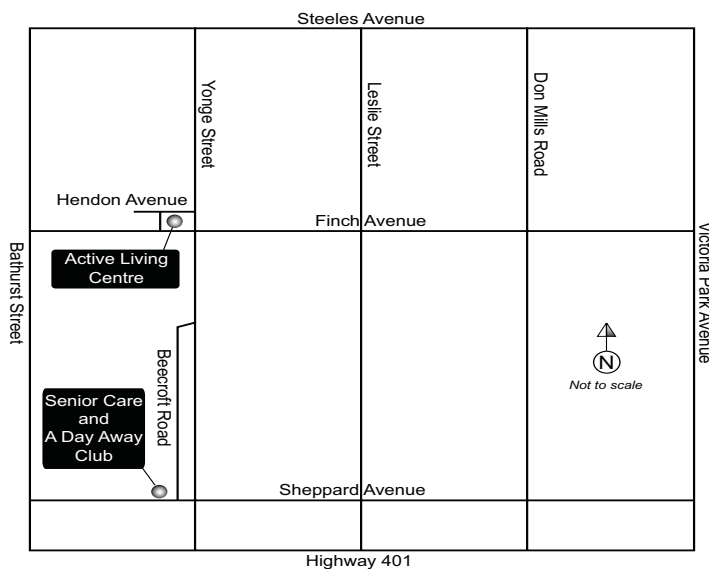 Steeles Avenue
Yonge Street
Leslie Street
Don Mills Road
Hendon Avenue
Finch Avenue
Bathurst Street
Active Living
Centre
Victoria Park Avenue
Beecroft Road
N
Not to scale
Senior Care
and
A Day Away
Club
Sheppard Avenue
Highway 401